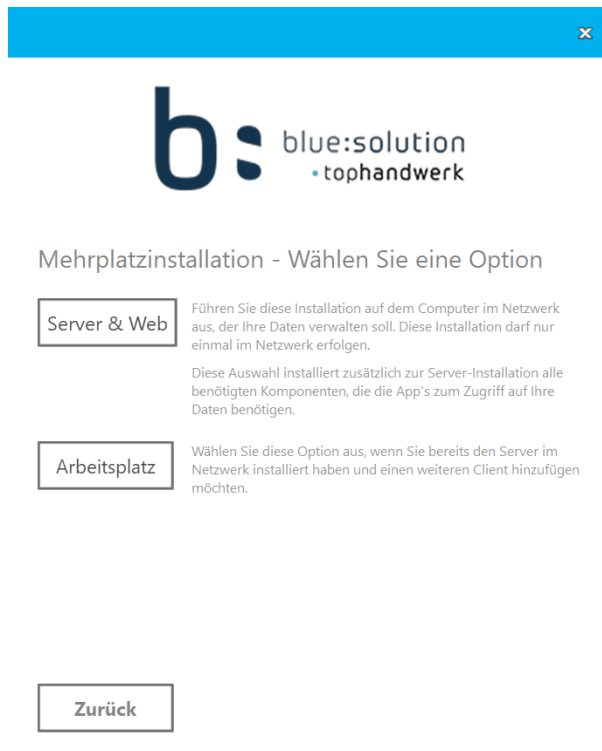 b:
blue:solution
tophandwerk
Mehrplatzinstallation - Wählen Sie eine Option
Server & Web
Führen Sie diese Installation auf dem Computer im Netzwerk
aus, der Ihre Daten verwalten soll. Diese Installation darf nur
einmal im Netzwerk erfolgen.
Diese Auswahl installiert zusätzlich zur Server-Installation alle
benötigten Komponenten, die die App's zum Zugriff auf Ihre
Daten benötigen.
Arbeitsplatz
Wählen Sie diese Option aus, wenn Sie bereits den Server im
Netzwerk installiert haben und einen weiteren Client hinzufügen
möchten.
Zurück